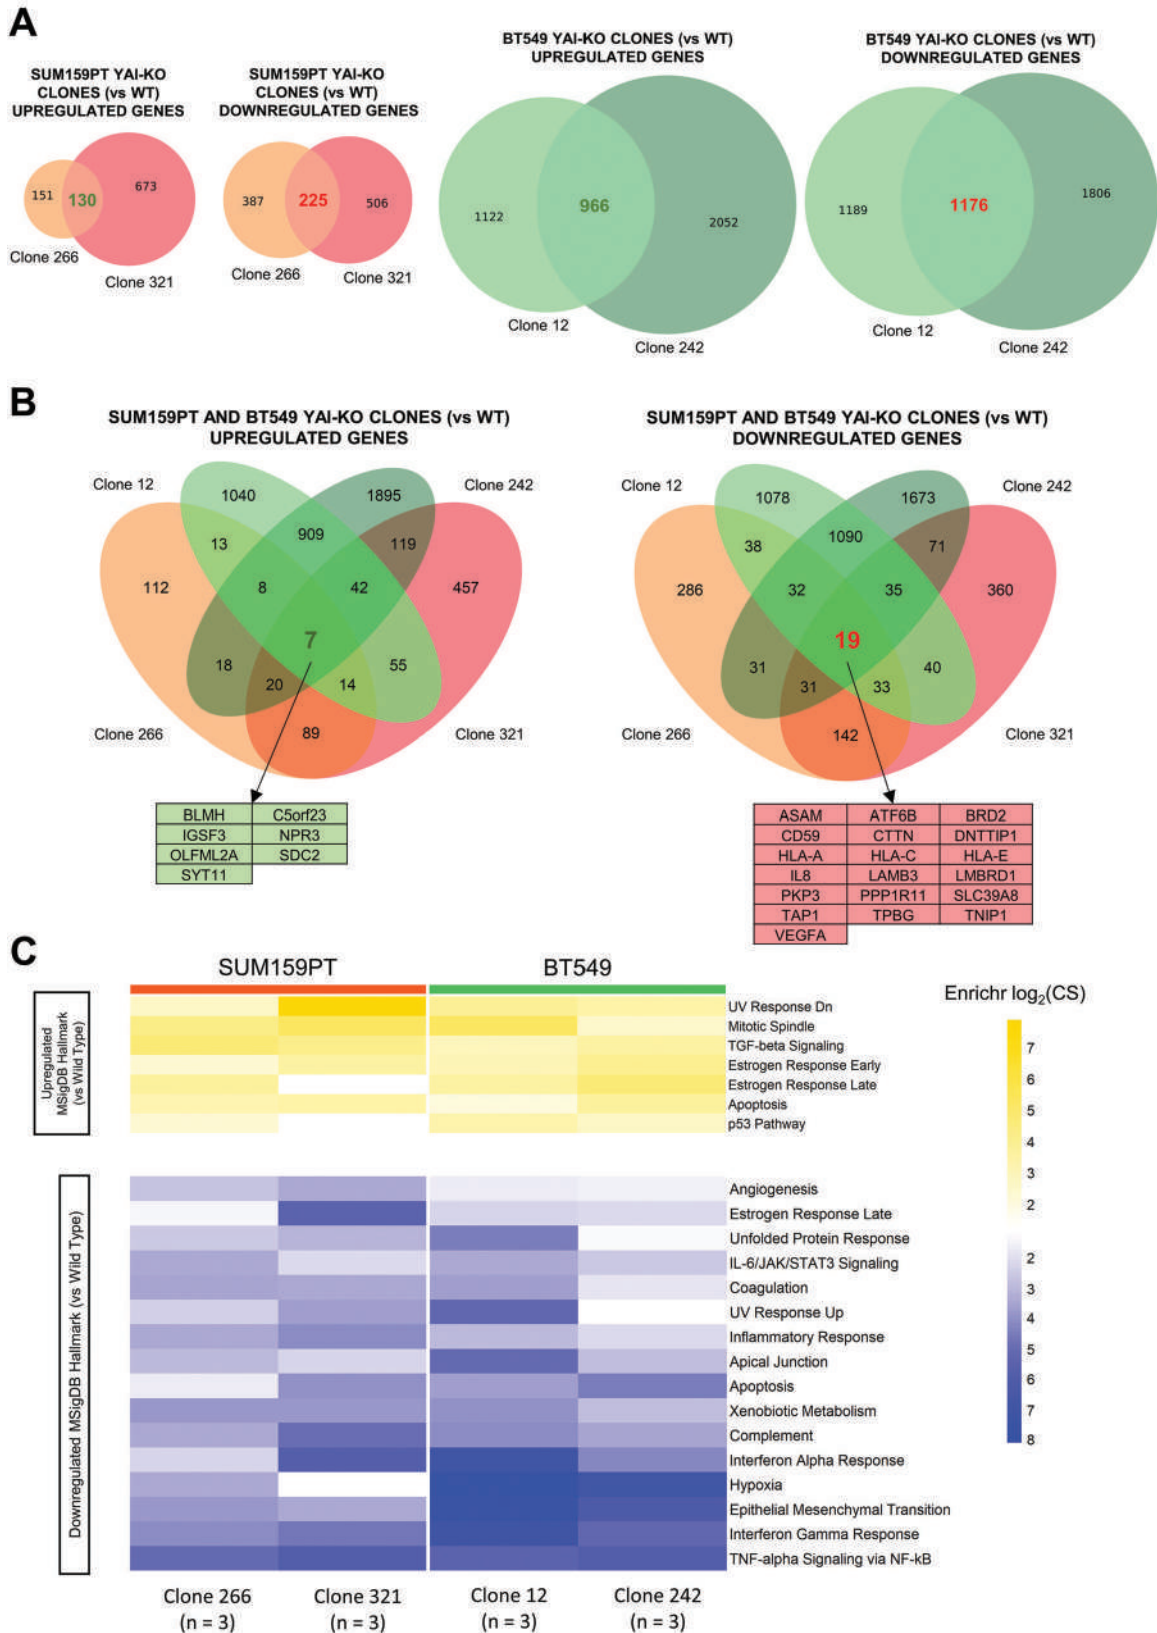 A
SUM159PT YAI-KO
CLONES (vs WT)
UPREGULATED GENES
151
130
673
Clone 266
Clone 321
SUM159PT YAI-KO
CLONES (vs WT)
DOWNREGULATED GENES
387
225
506
Clone 266
Clone 321
BT549 YAI-KO CLONES (vs WT)
UPREGULATED GENES
1122
966
2052
Clone 12
Clone 242
BT549 YAI-KO CLONES (vs WT)
DOWNREGULATED GENES
1189
1176
1806
Clone 12
Clone 242
B
SUM159PT AND BT549 YAI-KO CLONES (vs WT)
UPREGULATED GENES
Clone 12
1040
1895
Clone 242
13
909
119
112
8
42
457
7
18
20
14
55
Clone 266
89
Clone 321
BLMH C5orf23
IGSF3 NPR3
OLFML2A SDC2
SYT11
SUM159PT AND BT549 YAI-KO CLONES (vs WT)
DOWNREGULATED GENES
Clone 12
1078
1673
Clone 242
38
1090
71
286
32
35
360
19
31
31
33
40
Clone 266
142
Clone 321
ASAM ATF6B BRD2
CD59 CTTN DNTTIP1
HLA-A HLA-C HLA-E
IL8 LAMB3 LMBRD1
PKP3 PPP1R11 SLC39A8
TAP1 TPBG TNIP1
VEGFA
C
SUM159PT
BT549
Upregulated
MSigDB Hallmark
(vs Wild Type)
UV Response Dn
Mitotic Spindle
TGF-beta Signaling
Estrogen Response Early
Estrogen Response Late
Apoptosis
p53 Pathway
Downregulated MSigDB Hallmark (vs Wild Type)
Angiogenesis
Estrogen Response Late
Unfolded Protein Response
IL-6/JAK/STAT3 Signaling
Coagulation
UV Response Up
Inflammatory Response
Apical Junction
Apoptosis
Xenobiotic Metabolism
Complement
Interferon Alpha Response
Hypoxia
Epithelial Mesenchymal Transition
Interferon Gamma Response
TNF-alpha Signaling via NF-kB
Clone 266
(n = 3)
Clone 321
(n = 3)
Clone 12
(n = 3)
Clone 242
(n = 3)
Enrichr log₂(CS)
7
6
5
4
3
2
2
3
4
5
6
7
8